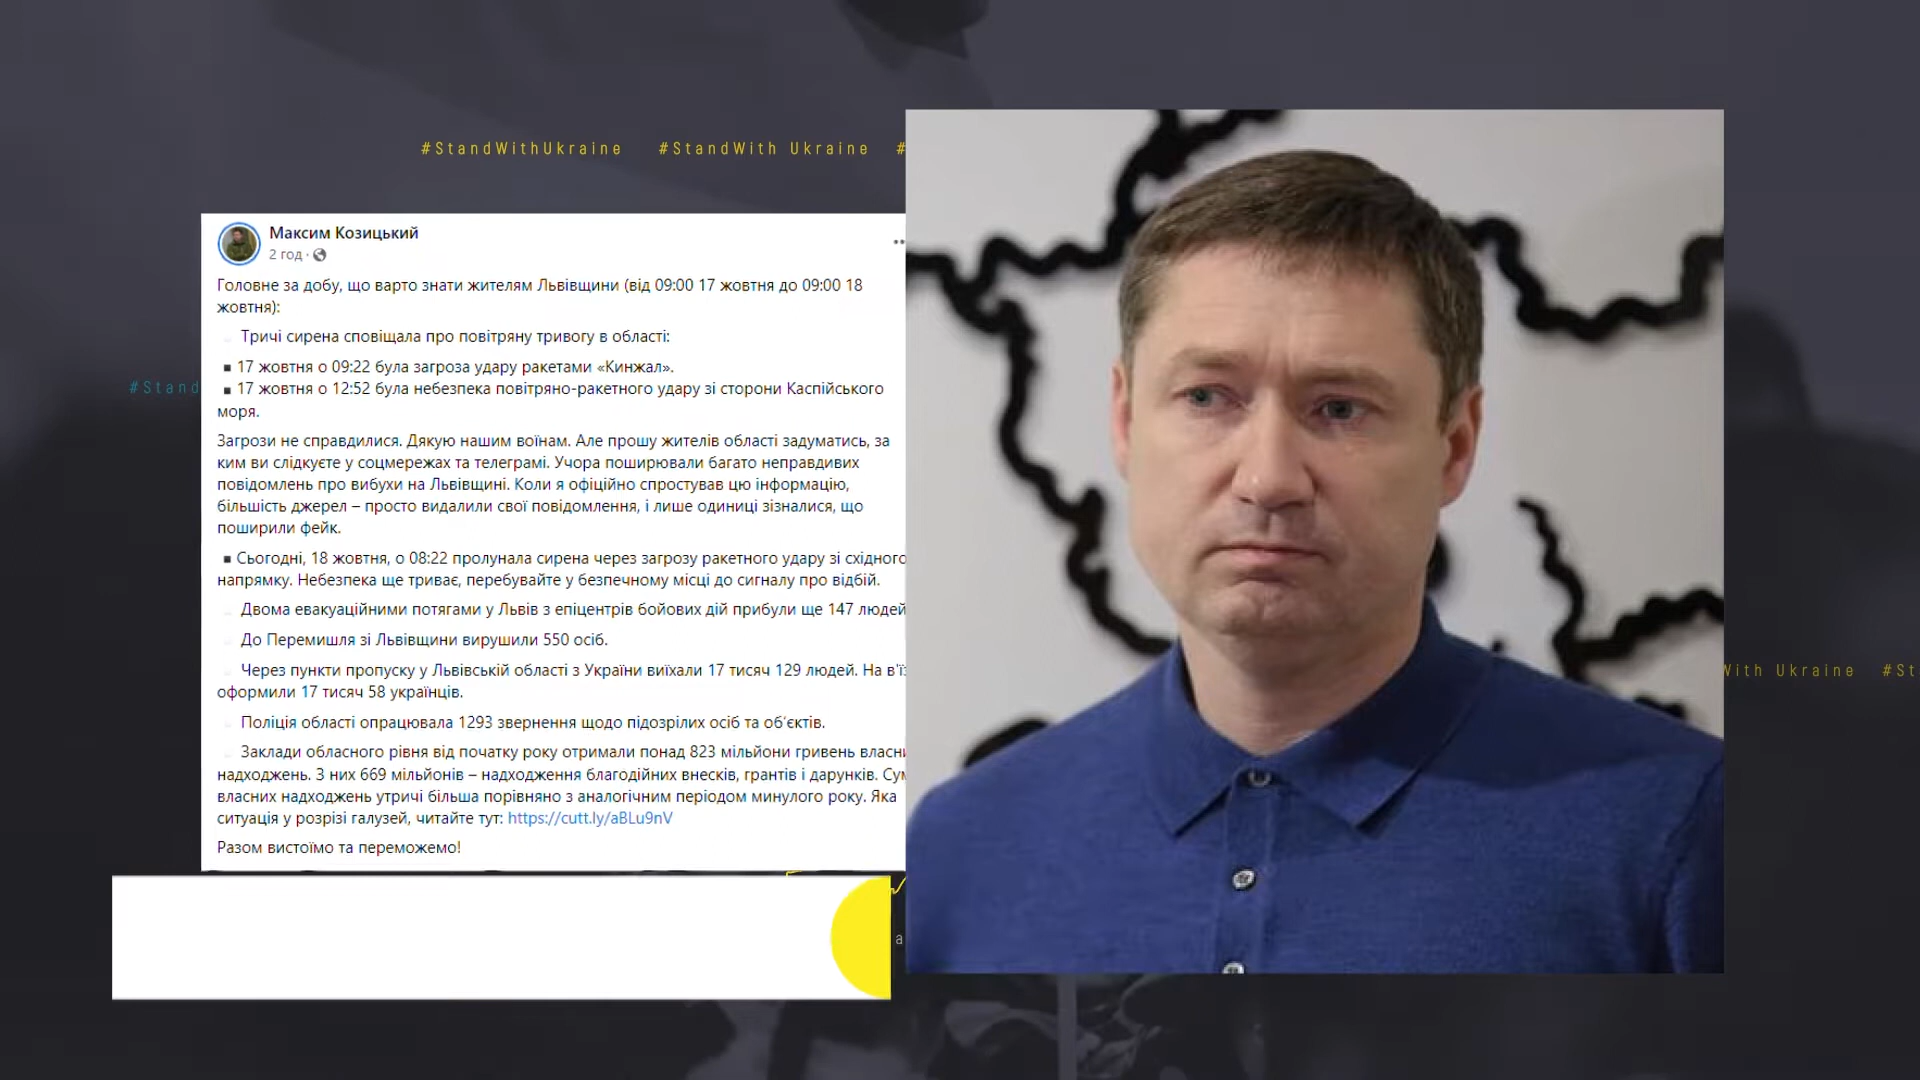 #StandWithUkraine #StandWith Ukraine #
Максим Козицький
2 год
Головне за добу, що варто знати жителям Львівщини (від 09:00 17 жовтня до 09:00 18
жовтня):
Тричі сирена сповіщала про повітряну тривогу в області:
▪ 17 жовтня о 09:22 була загроза удару ракетами «Кинжал».
▪ 17 жовтня о 12:52 була небезпека повітряно-ракетного удару зі сторони Каспійського
моря.
#Stand
Загрози не справдилися. Дякую нашим воїнам. Але прошу жителів області задуматись, за
ким ви слідкуєте у соцмережах та телеграмі. Учора поширювали багато неправдивих
повідомлень про вибухи на Львівщині. Коли я офіційно спростував цю інформацію,
більшість джерел – просто видалили свої повідомлення, і лише одиниці зізналися, що
поширили фейк.
▪ Сьогодні, 18 жовтня, о 08:22 пролунала сирена через загрозу ракетного удару зі східного
напрямку. Небезпека ще триває, перебувайте у безпечному місці до сигналу про відбій.
Двома евакуаційними потягами у Львів з епіцентрів бойових дій прибули ще 147 людей
До Перемишля зі Львівщини вирушили 550 осіб.
Через пункти пропуску у Львівській області з України виїхали 17 тисяч 129 людей. На
оформили 17 тисяч 58 українців.
Поліція області опрацювала 1293 звернення щодо підозрілих осіб та об'єктів.
Заклади обласного рівня від початку року отримали понад 823 мільйони гривень власн
надходжень. З них 669 мільйонів – надходження благодійних внесків, грантів і дарунків. Сум
власних надходжень утричі більша порівняно з аналогічним періодом минулого року. Яка
ситуація у розрізі галузей, читайте тут: https://cutt.ly/aBLu9nV
Разом вистоїмо та переможемо!
With Ukraine #St
a